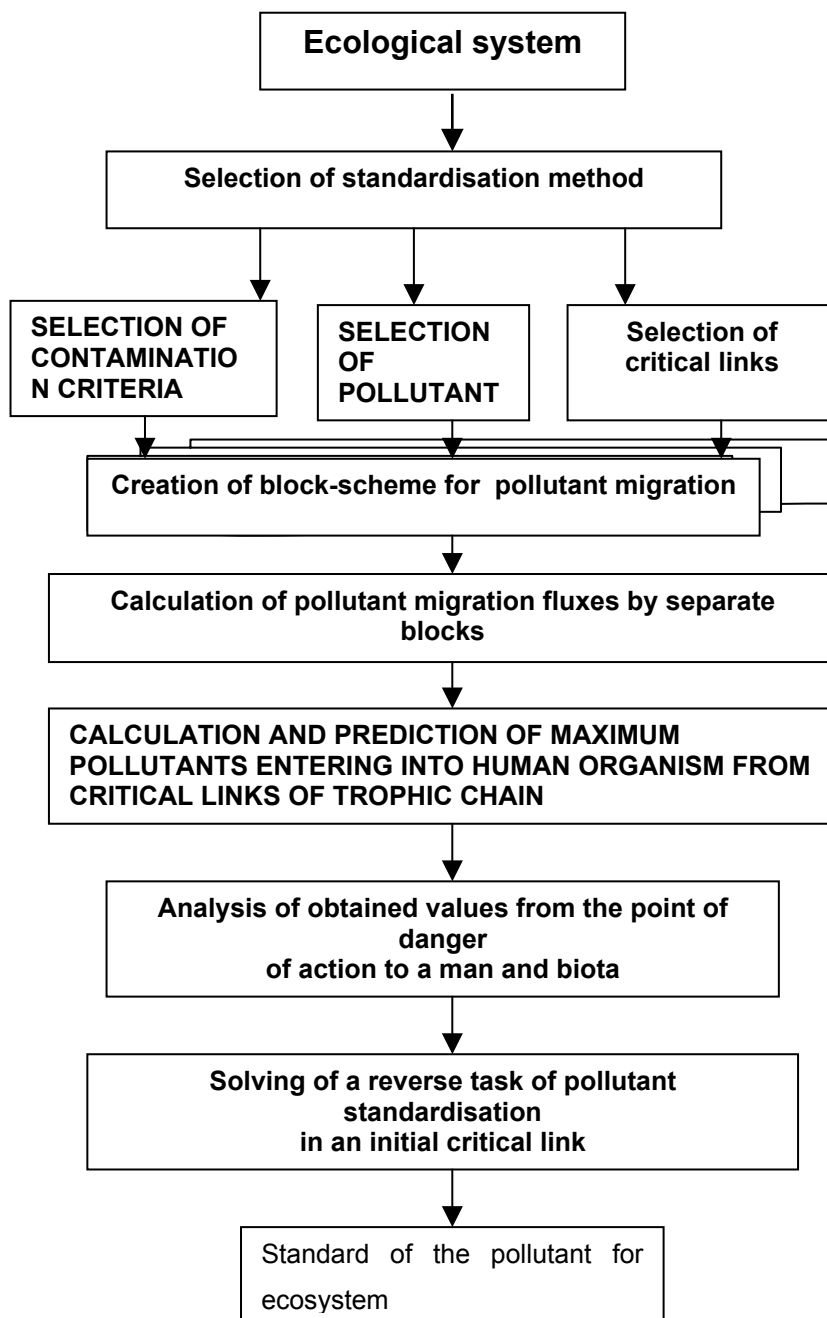 Ecological system
Selection of standardisation method
SELECTION OF
CONTAMINATIO
N CRITERIA
SELECTION
OF
POLLUTANT
Selection of
critical links
Creation of block-scheme for pollutant migration
Calculation of pollutant migration fluxes by separate
blocks
CALCULATION AND PREDICTION OF MAXIMUM
POLLUTANTS ENTERING INTO HUMAN ORGANISM FROM
CRITICAL LINKS OF TROPHIC CHAIN
Analysis of obtained values from the point of
danger
of action to a man and biota
Solving of a reverse task of pollutant
standardisation
in an initial critical link
Standard of the pollutant for
ecosystem